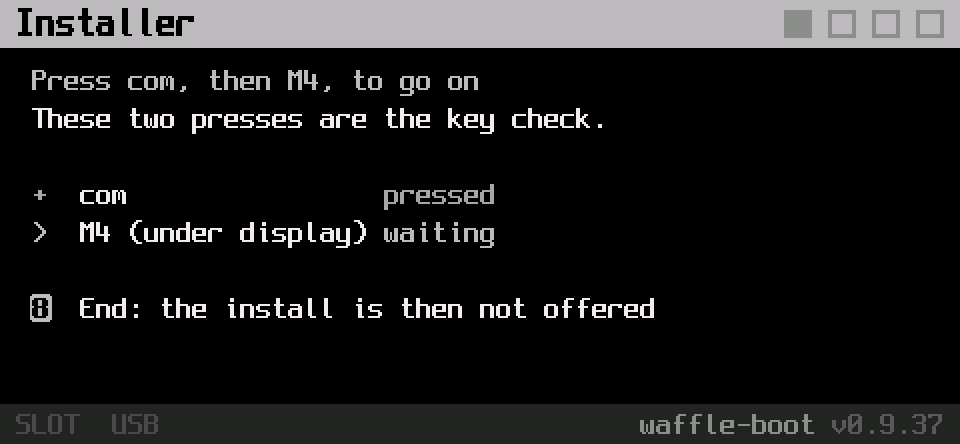 Installer
Press com, then M4, to go on
These two presses are the key check.
+ com pressed
> M4 (under display) waiting
8 End: the install is then not offered
SLOT USB waffle-boot v0.9.37